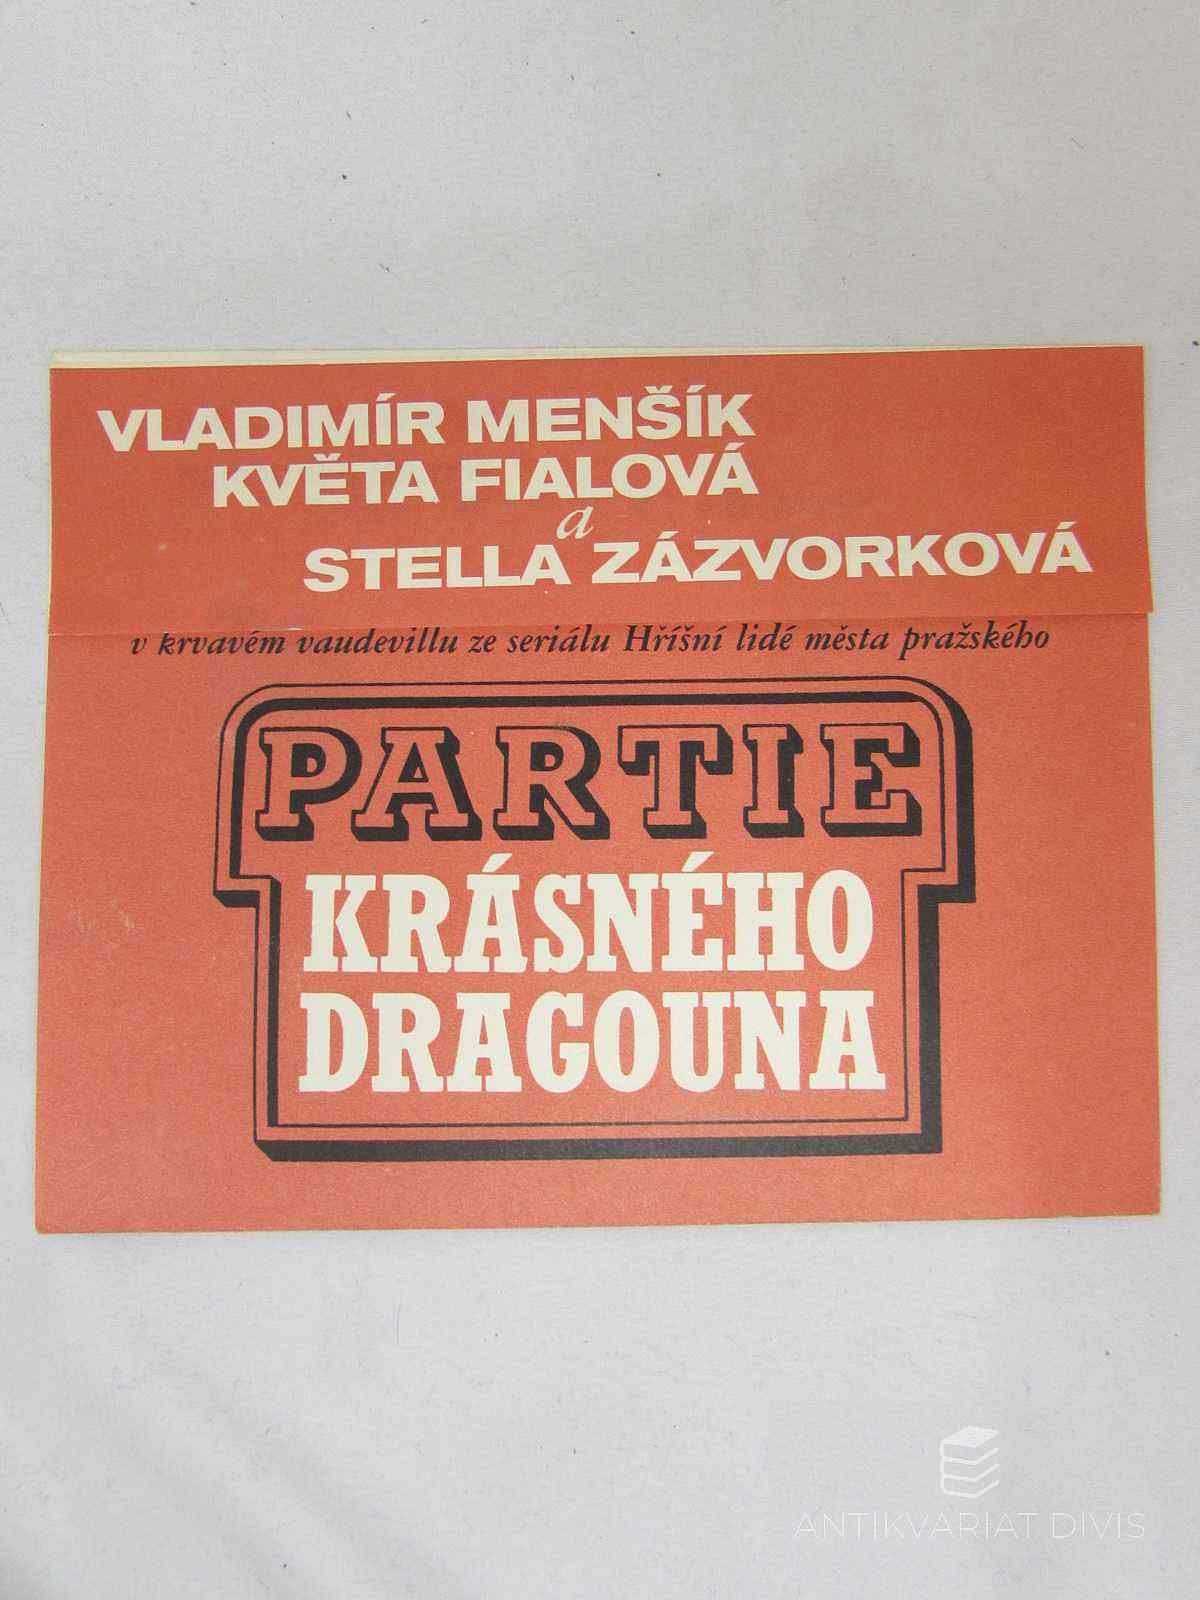 VLADIMÍR MENŠÍK
KVĚTA FIALOVÁ
a
STELLA ZÁZVORKOVÁ
v krvavém vaudevillu ze seriálu Hříšní lidé města pražského
PARTIE
KRÁSNÉHO
DRAGOUNA
ANTIKVARIAT DIVIS